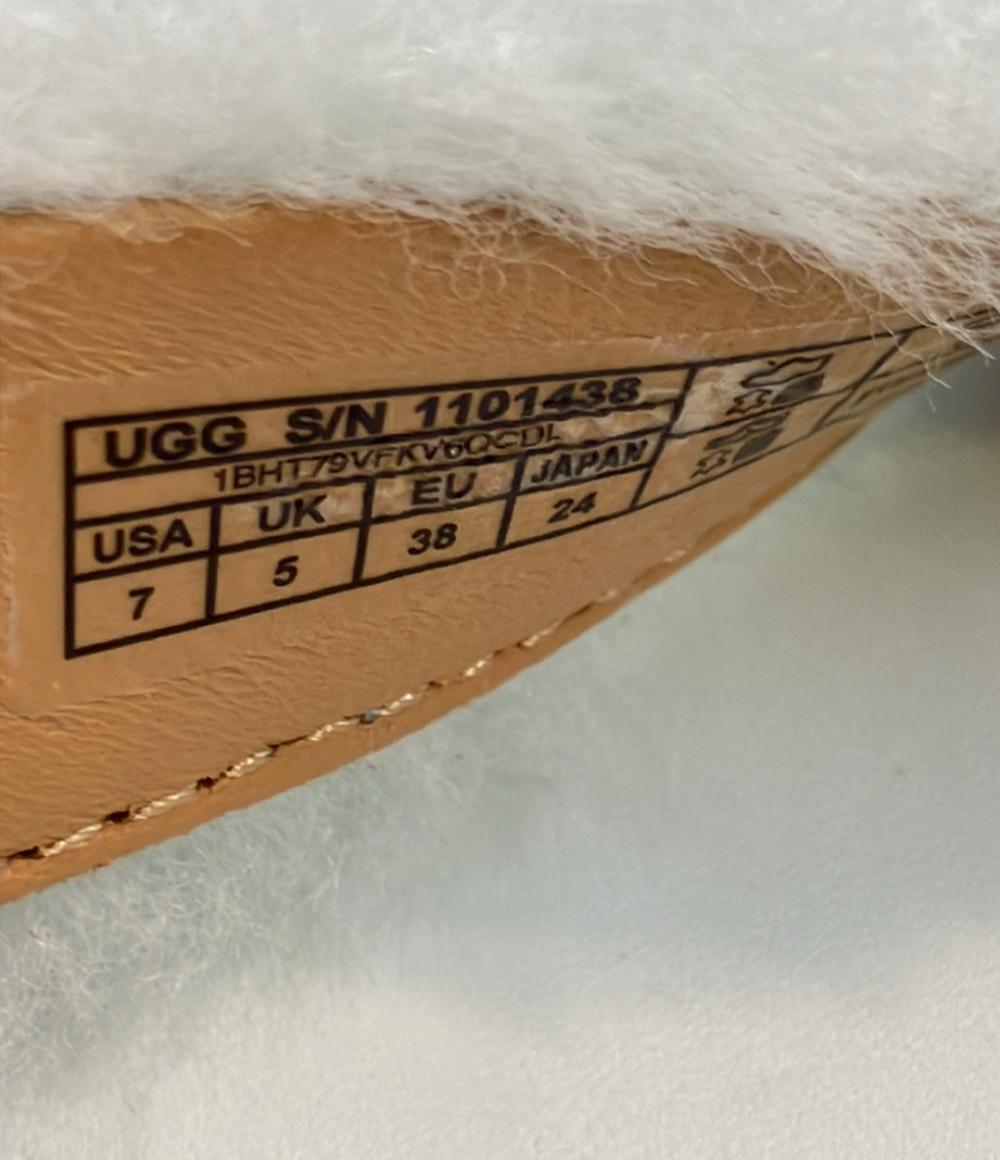 UGG S/N 1101438
1BHT79VFKV6QCDL
USA UK EU JAPAN
7 5 38 24